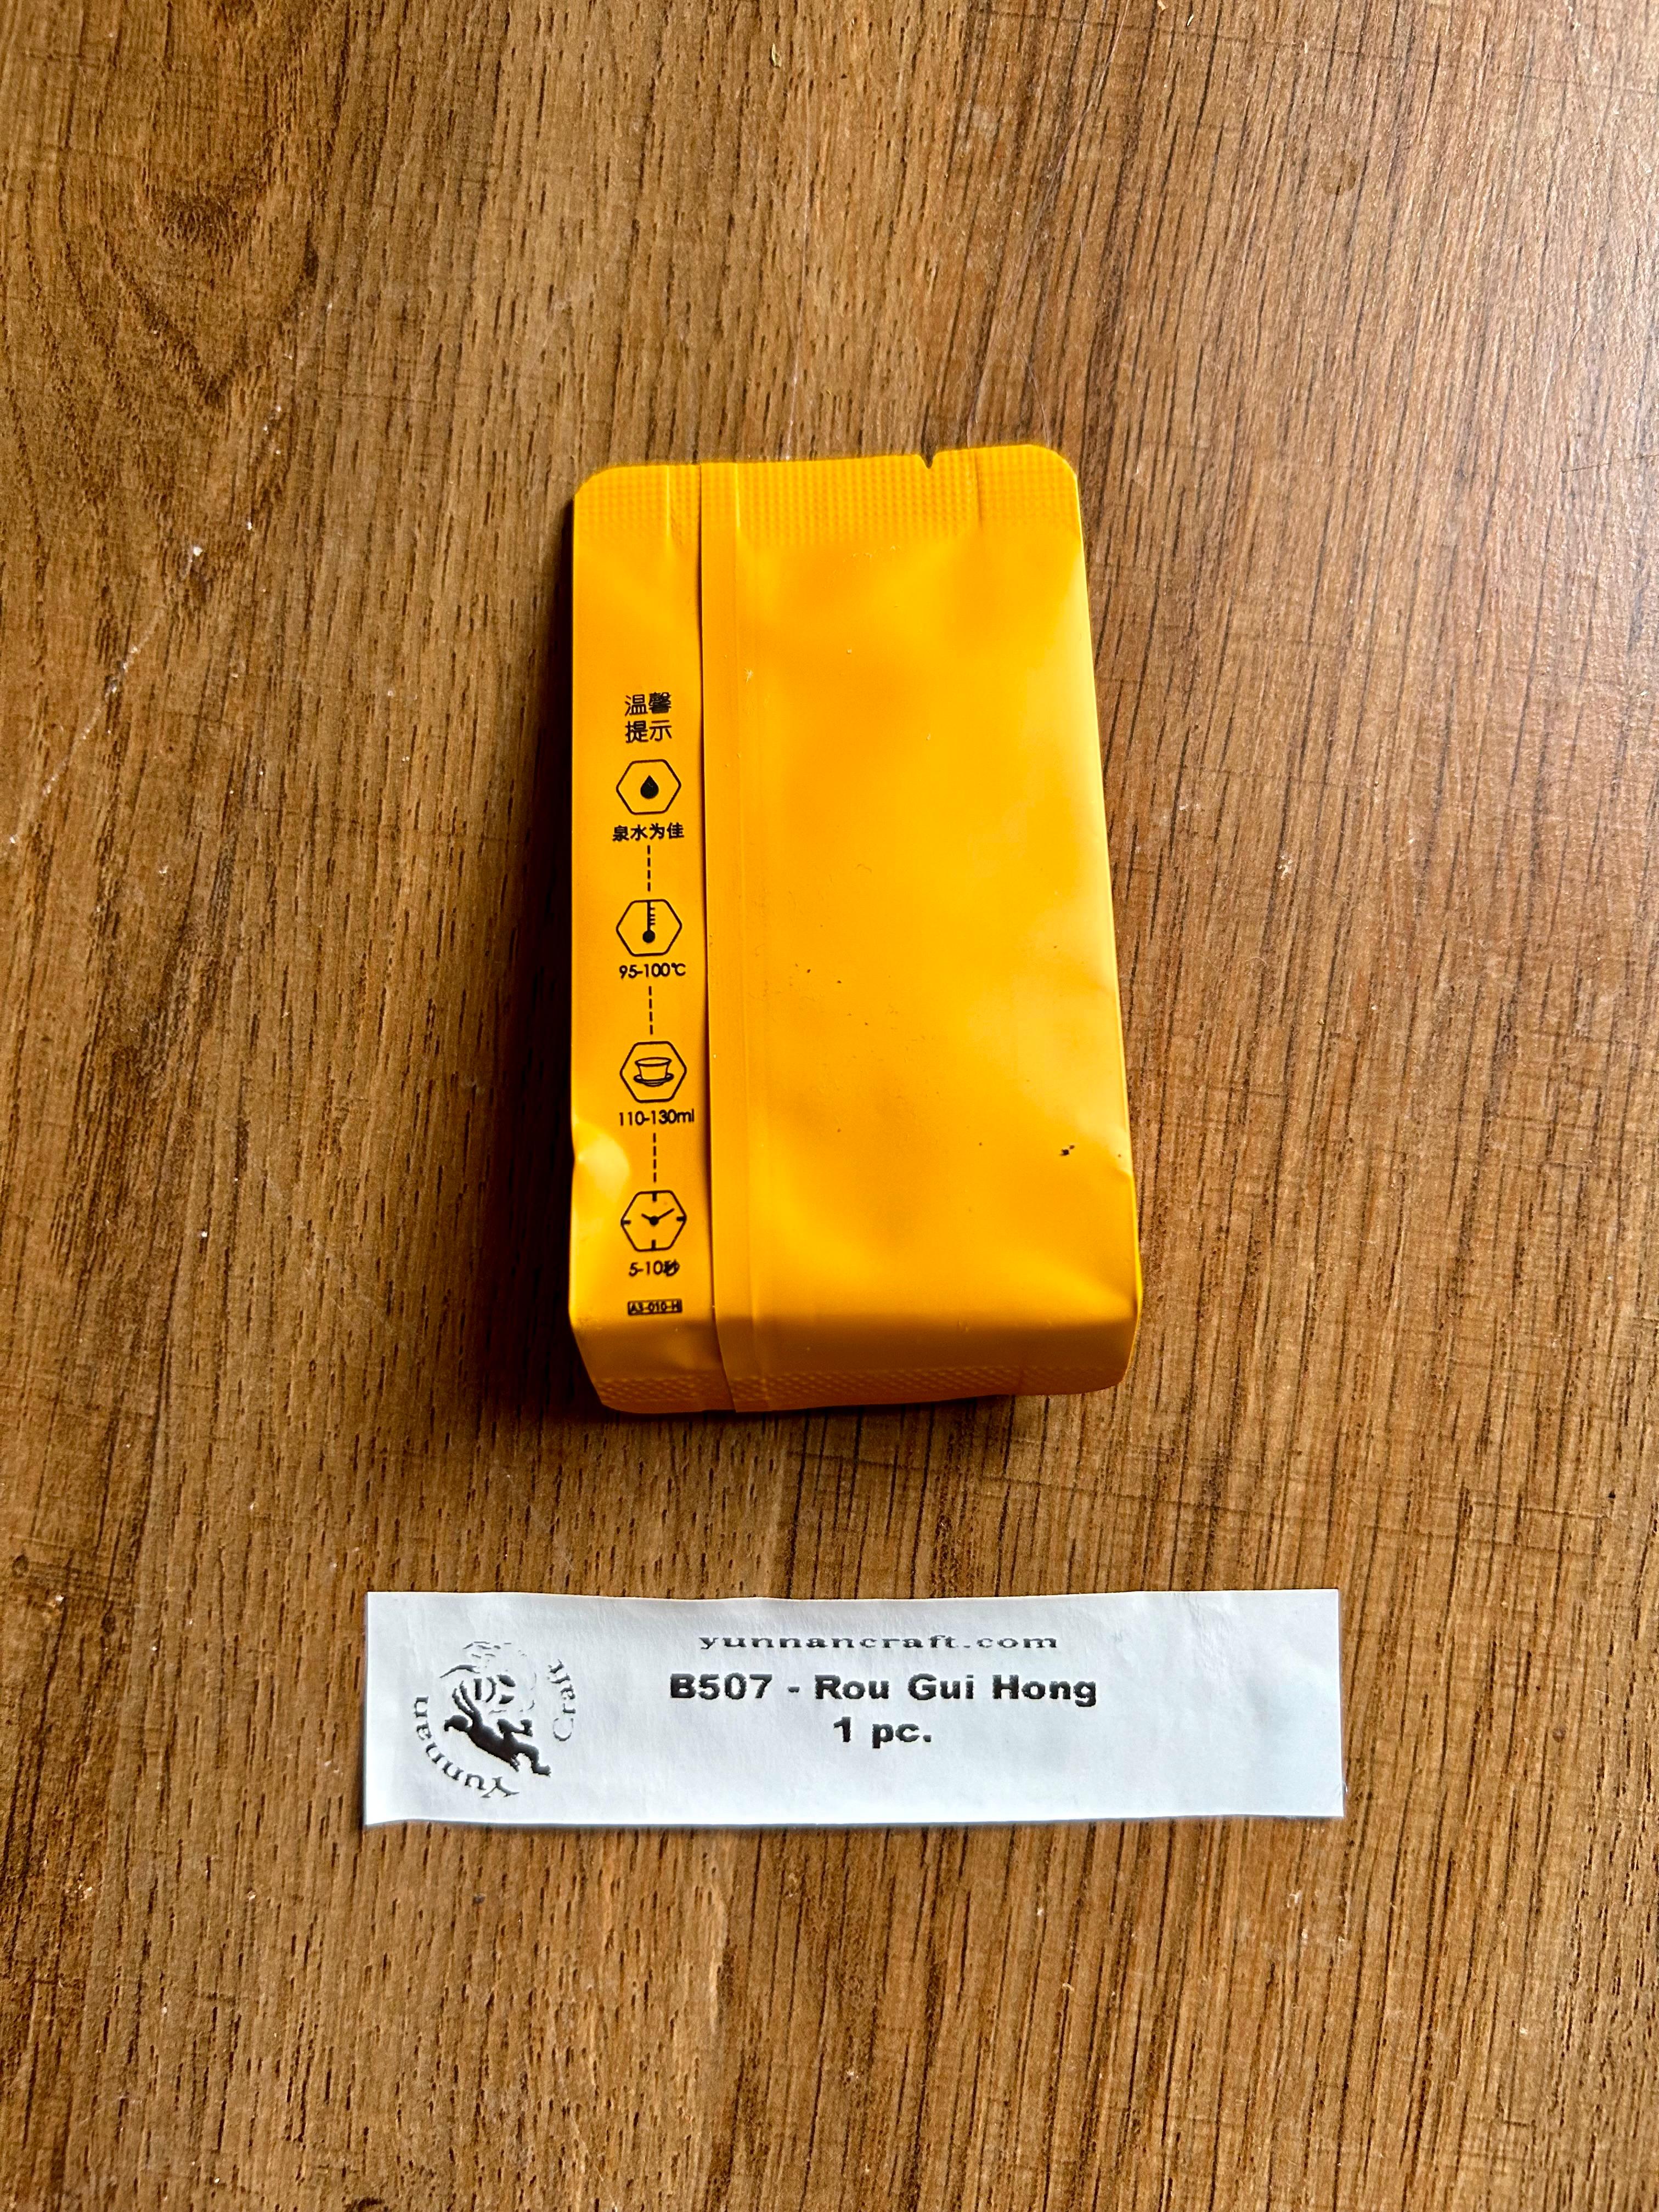 温馨
提示
泉水为佳
95-100℃
110-130ml
5-10秒
A3-010-H
yunnancraft.com
B507 - Rou Gui Hong
1 pc.
Yunnan Craft